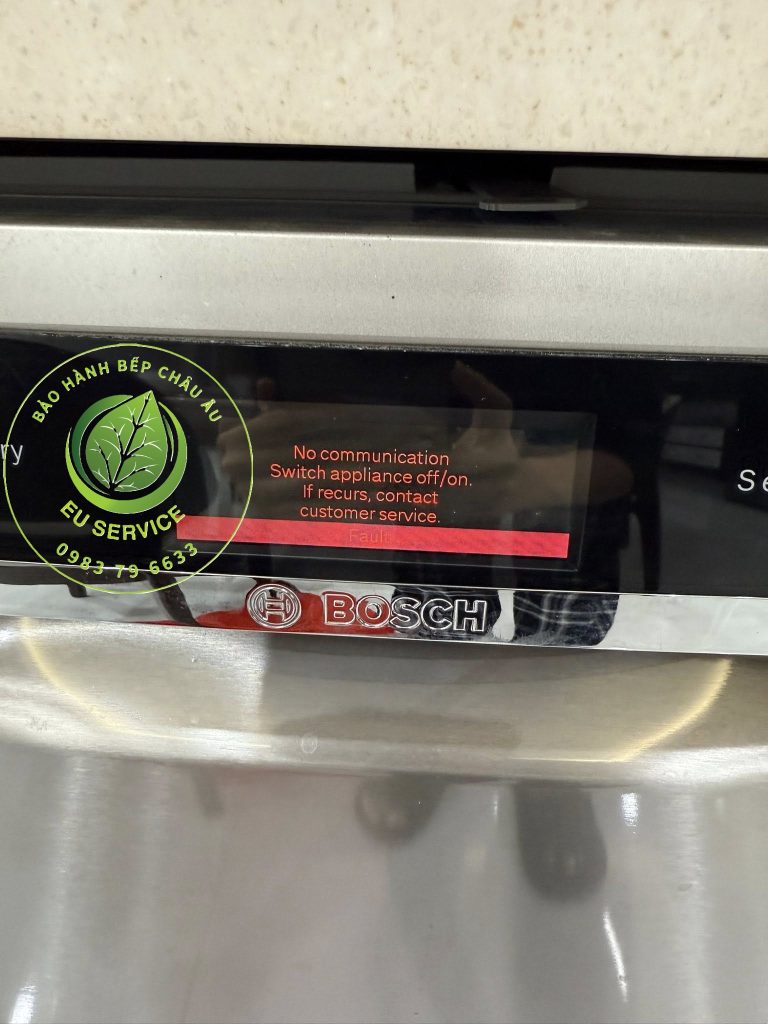 BẢO HÀNH BẾP CHÂU ÂU
EU SERVICE
0983 79 6633
ry
No communication
Switch appliance off/on.
If recurs, contact
customer service.
Fault
Se
BOSCH